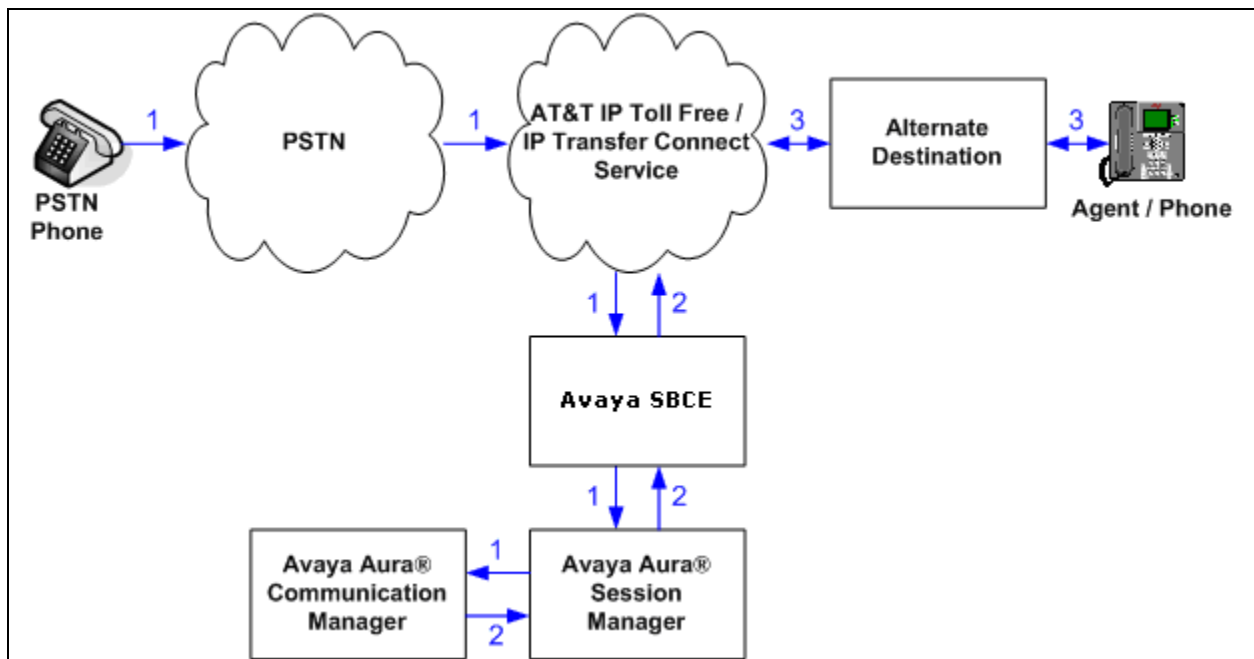 1
PSTN
Phone
PSTN
1
AT&T IP Toll Free /
IP Transfer Connect
Service
3
Alternate
Destination
3
Agent / Phone
1
2
Avaya SBCE
1
2
Avaya Aura®
Communication
Manager
1
2
Avaya Aura®
Session
Manager